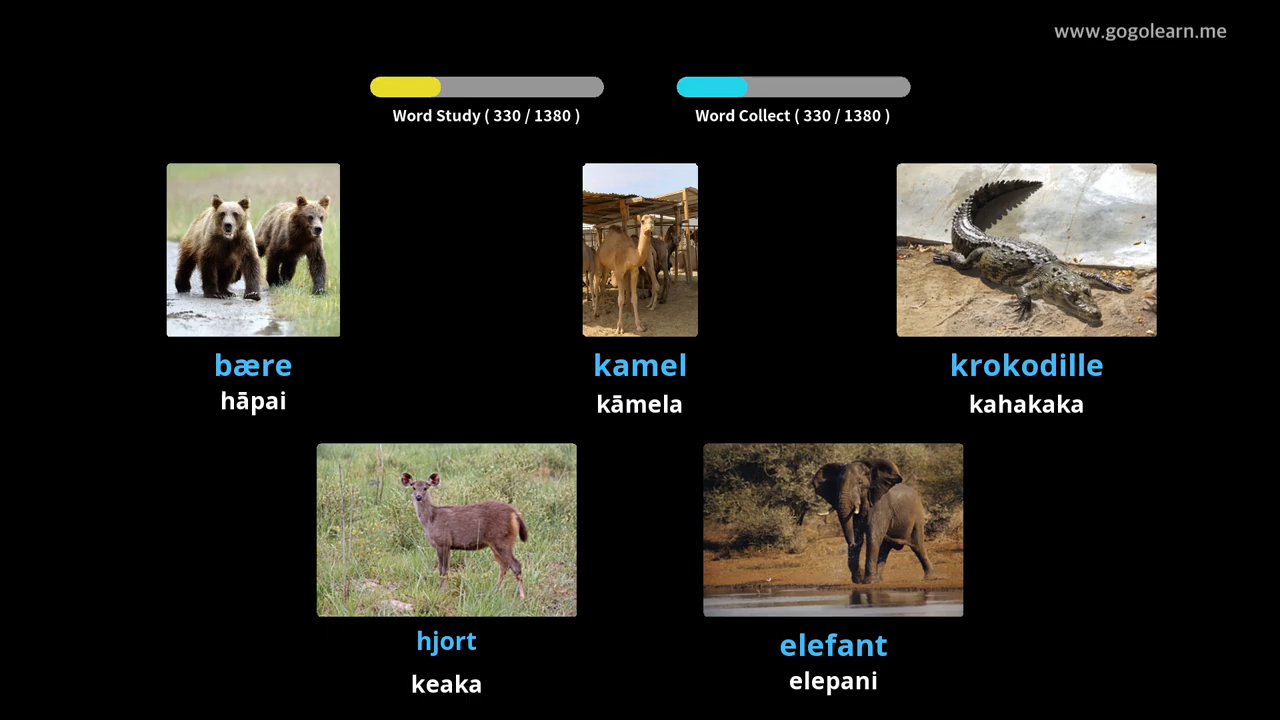 www.gogolearn.me
Word Study ( 330 / 1380 )
Word Collect ( 330 / 1380 )
bære
hāpai
kamel
kāmela
krokodille
kahakaka
hjort
keaka
elefant
elepani